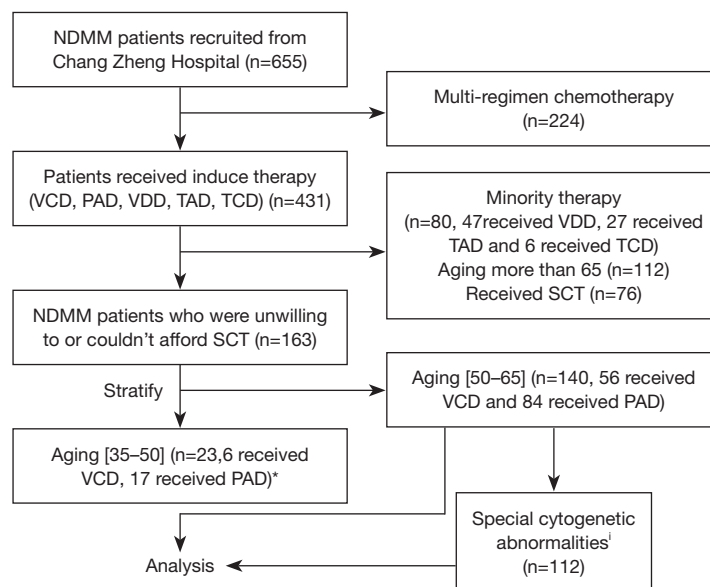 NDMM patients recruited from
Chang Zheng Hospital (n=655)
Multi-regimen chemotherapy
(n=224)
Patients received induce therapy
(VCD, PAD, VDD, TAD, TCD) (n=431)
Minority therapy
(n=80, 47received VDD, 27 received
TAD and 6 received TCD)
Aging more than 65 (n=112)
Received SCT (n=76)
NDMM patients who were unwilling
to or couldn’t afford SCT (n=163)
Stratify
Aging [50–65] (n=140, 56 received
VCD and 84 received PAD)
Aging [35–50] (n=23,6 received
VCD, 17 received PAD)*
Special cytogenetic
abnormalitiesⁱ
(n=112)
Analysis